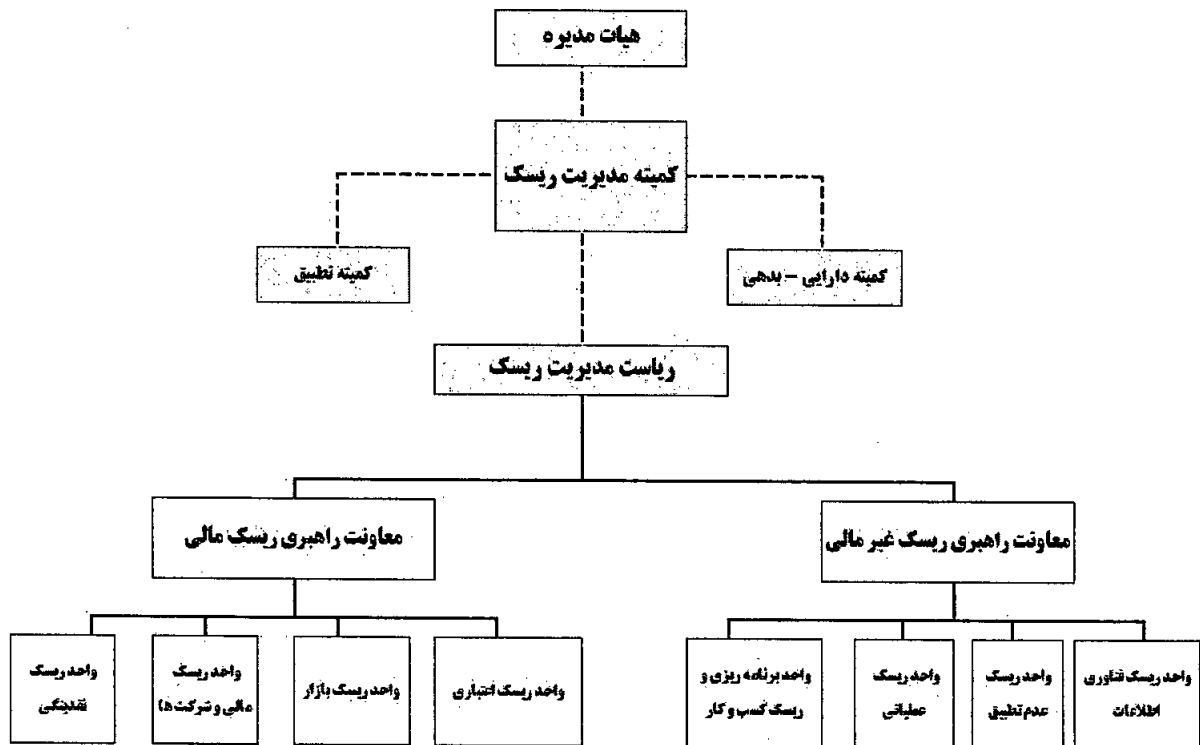 هیات مدیره
کمیته مدیریت ریسک
کمیته دارایی – بدهی
کمیته تطبیق
ریاست مدیریت ریسک
معاونت راهبری ریسک غیر مالی
معاونت راهبری ریسک مالی
واحد ریسک فناوری
اطلاعات
واحد ریسک
عدم تطبیق
واحد ریسک
عملیاتی
واحد برنامه ریزی و
ریسک کسب و کار
واحد ریسک اعتباری
واحد ریسک بازار
واحد ریسک
مالی و شرکت ها
واحد ریسک
نقدینگی